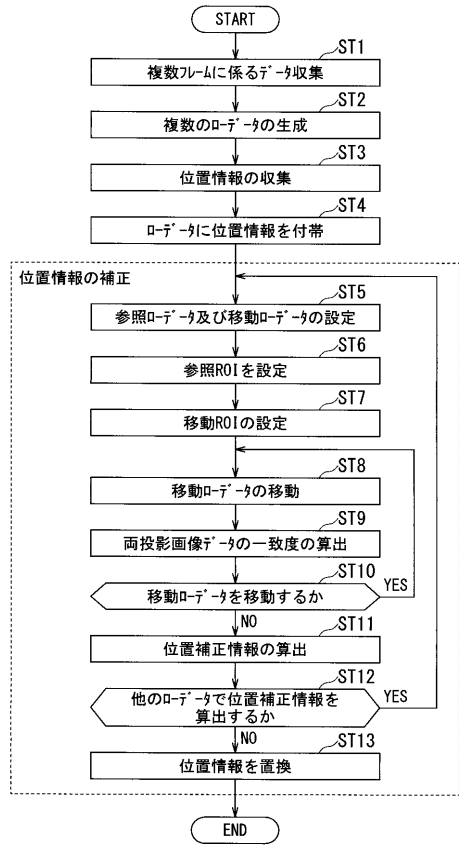 START
ST1
複数フレームに係るデータ収集
ST2
複数のローデータの生成
ST3
位置情報の収集
ST4
ローデータに位置情報を付帯
位置情報の補正
ST5
参照ローデータ及び移動ローデータの設定
ST6
参照ROIを設定
ST7
移動ROIの設定
ST8
移動ローデータの移動
ST9
両投影画像データの一致度の算出
ST10
移動ローデータを移動するか
YES
NO
ST11
位置補正情報の算出
ST12
他のローデータで位置補正情報を
算出するか
YES
NO
ST13
位置情報を置換
END